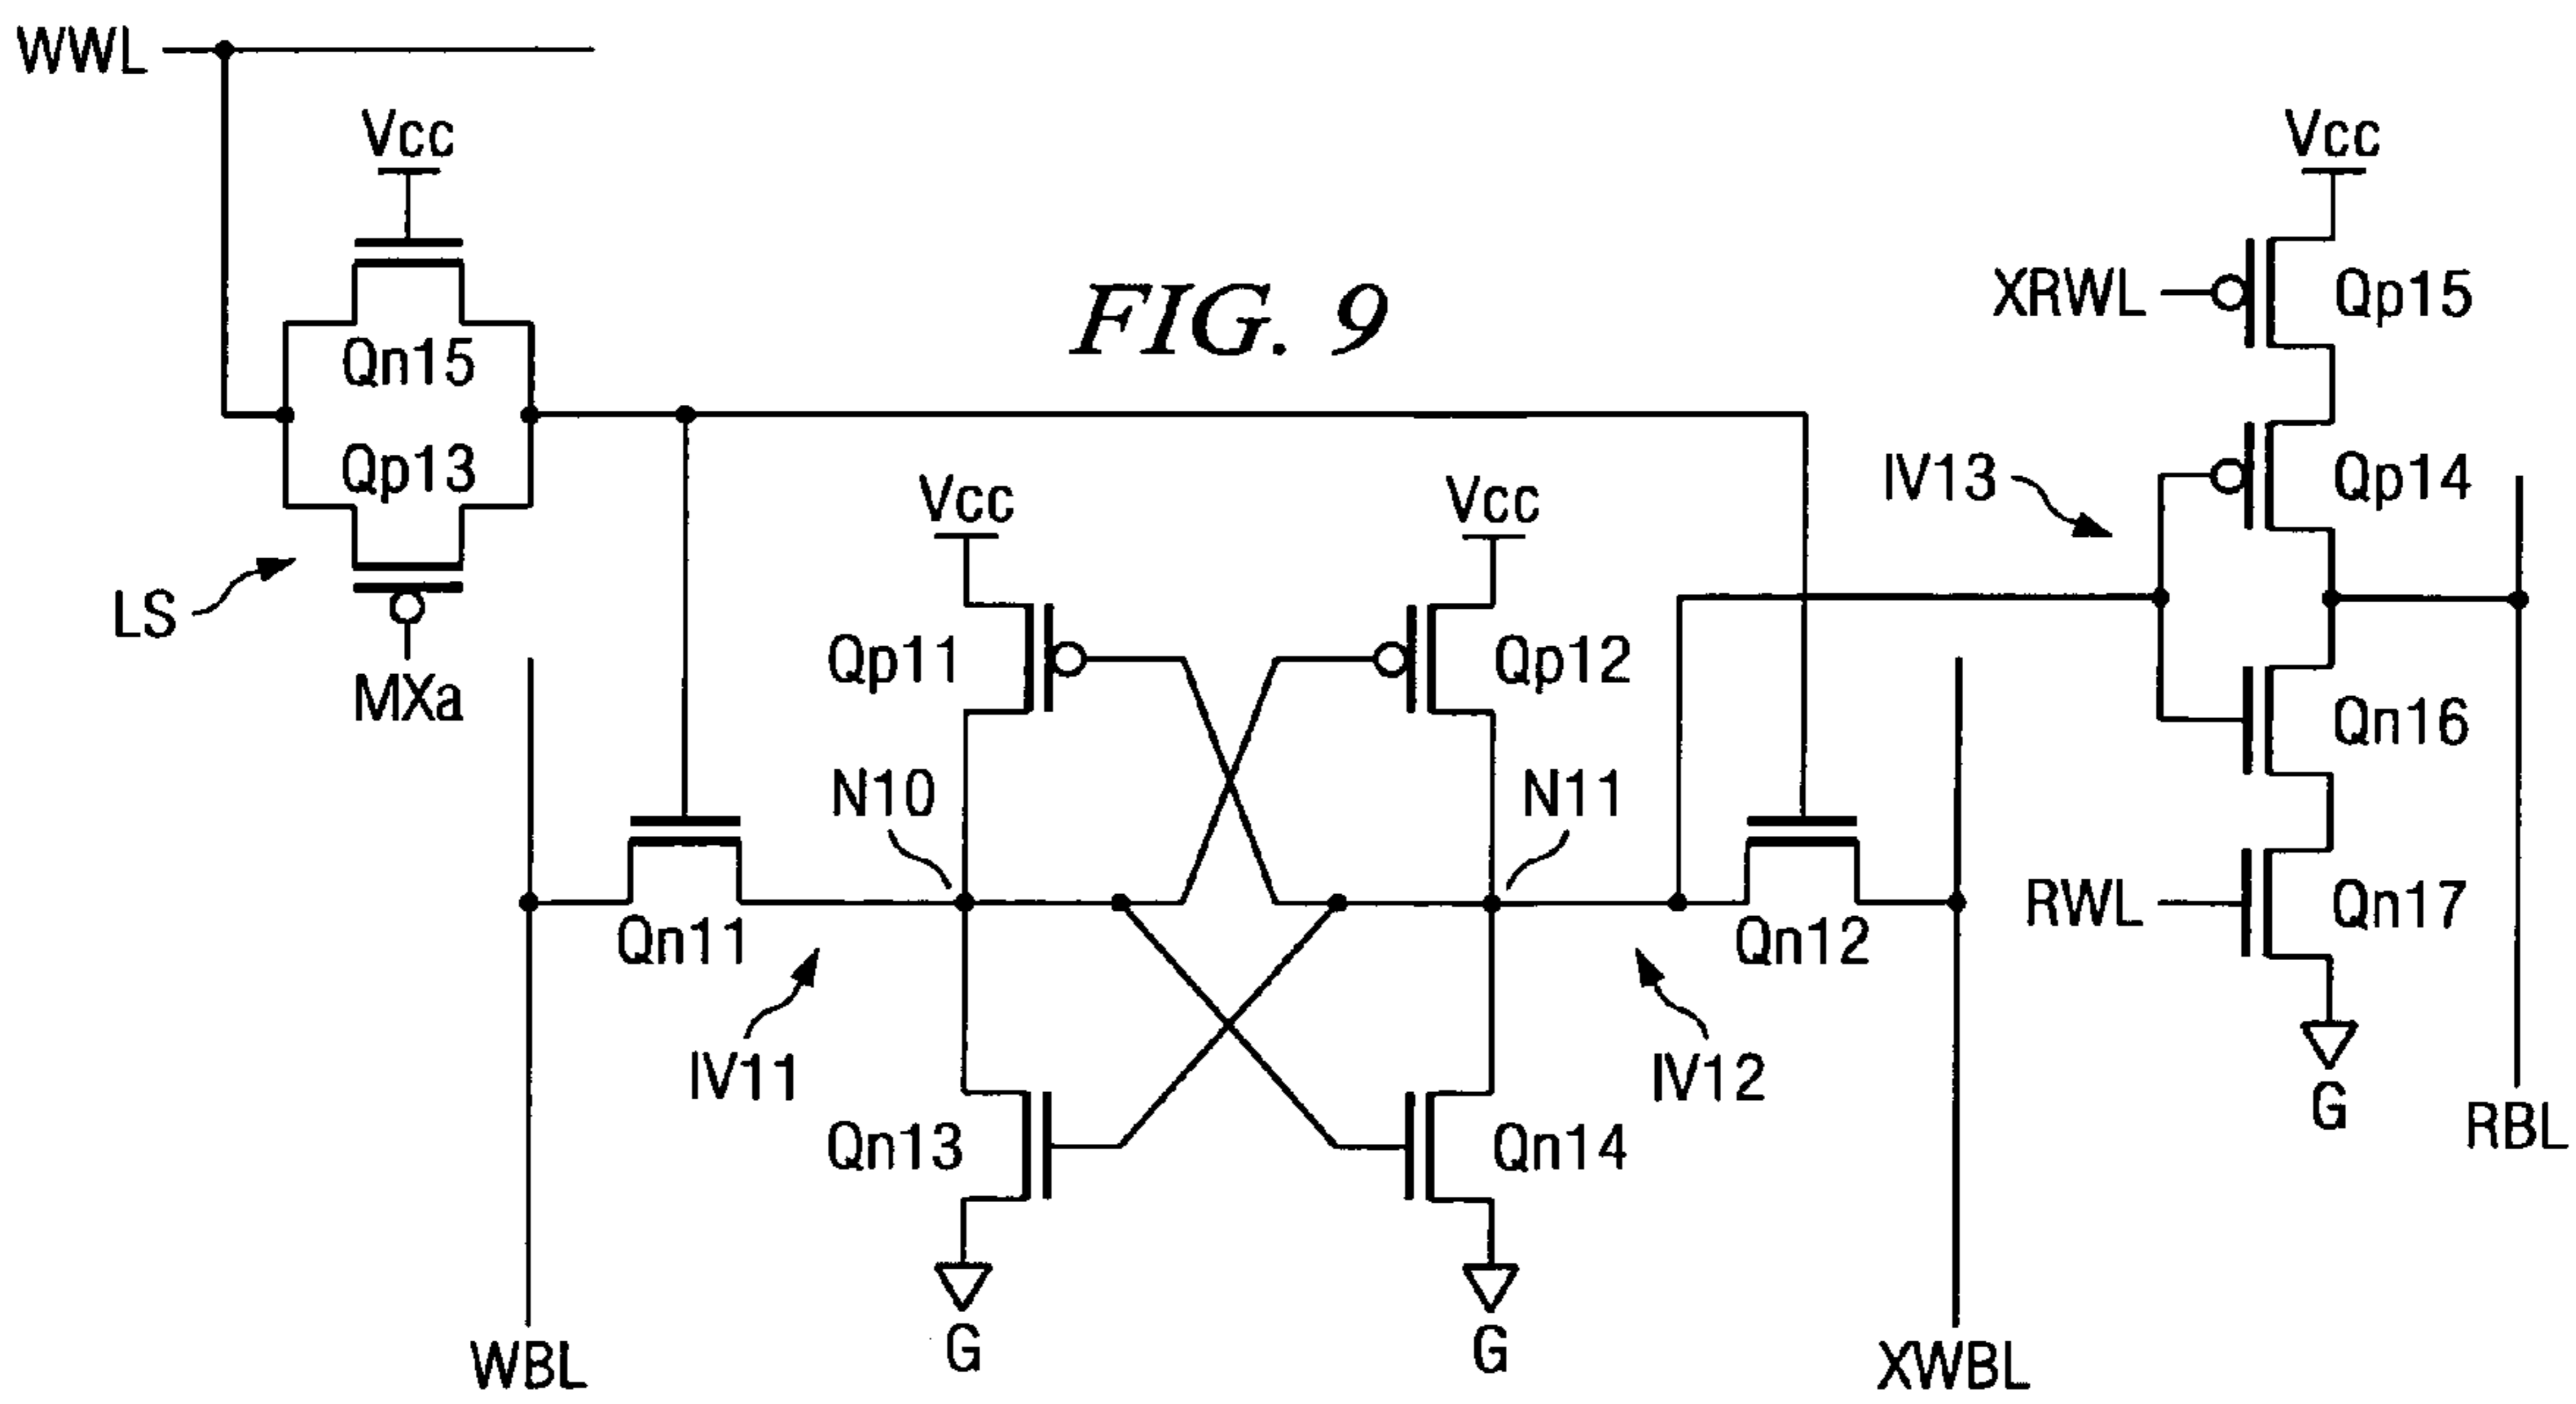 WWL
Vcc
Vcc
FIG. 9
XRWL
Qp15
Qn15
Qp13
Vcc
Vcc
IV13
Qp14
LS
MXa
Qp11
Qp12
Qn16
N10
N11
Qn11
Qn12
RWL
Qn17
IV11
IV12
Qn13
Qn14
G
RBL
G
G
WBL
XWBL